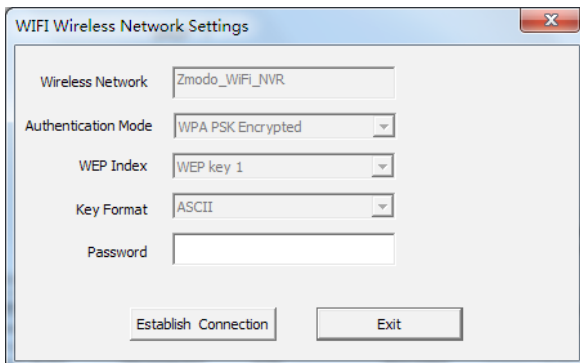 WIFI Wireless Network Settings
Wireless Network Zmodo_WiFi_NVR
Authentication Mode WPA PSK Encrypted
WEP Index WEP key 1
Key Format ASCII
Password
Establish Connection Exit